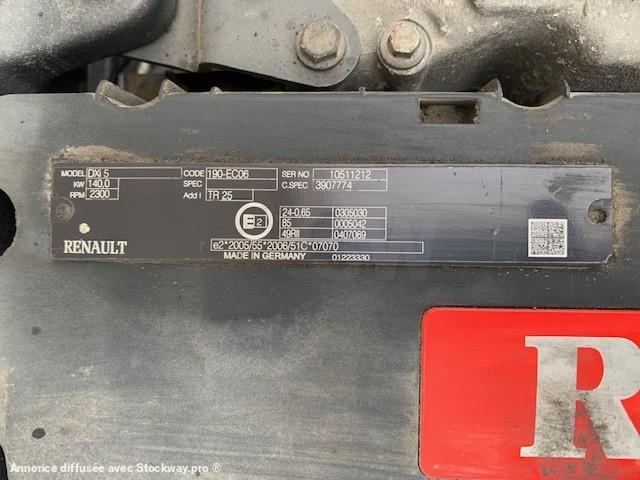 MODEL DXi 5 CODE 190-EC06 SER NO 10511212
KW 140.0 SPEC C.SPEC 3907774
RPM 2300 Add I TR 25
E2 24-0,65 0305030
85 0005042
49RII 0407069
RENAULT e2*2005/55*2006/51C*07070
MADE IN GERMANY 01223330
R
Annonce diffusée avec Stockway.pro ®